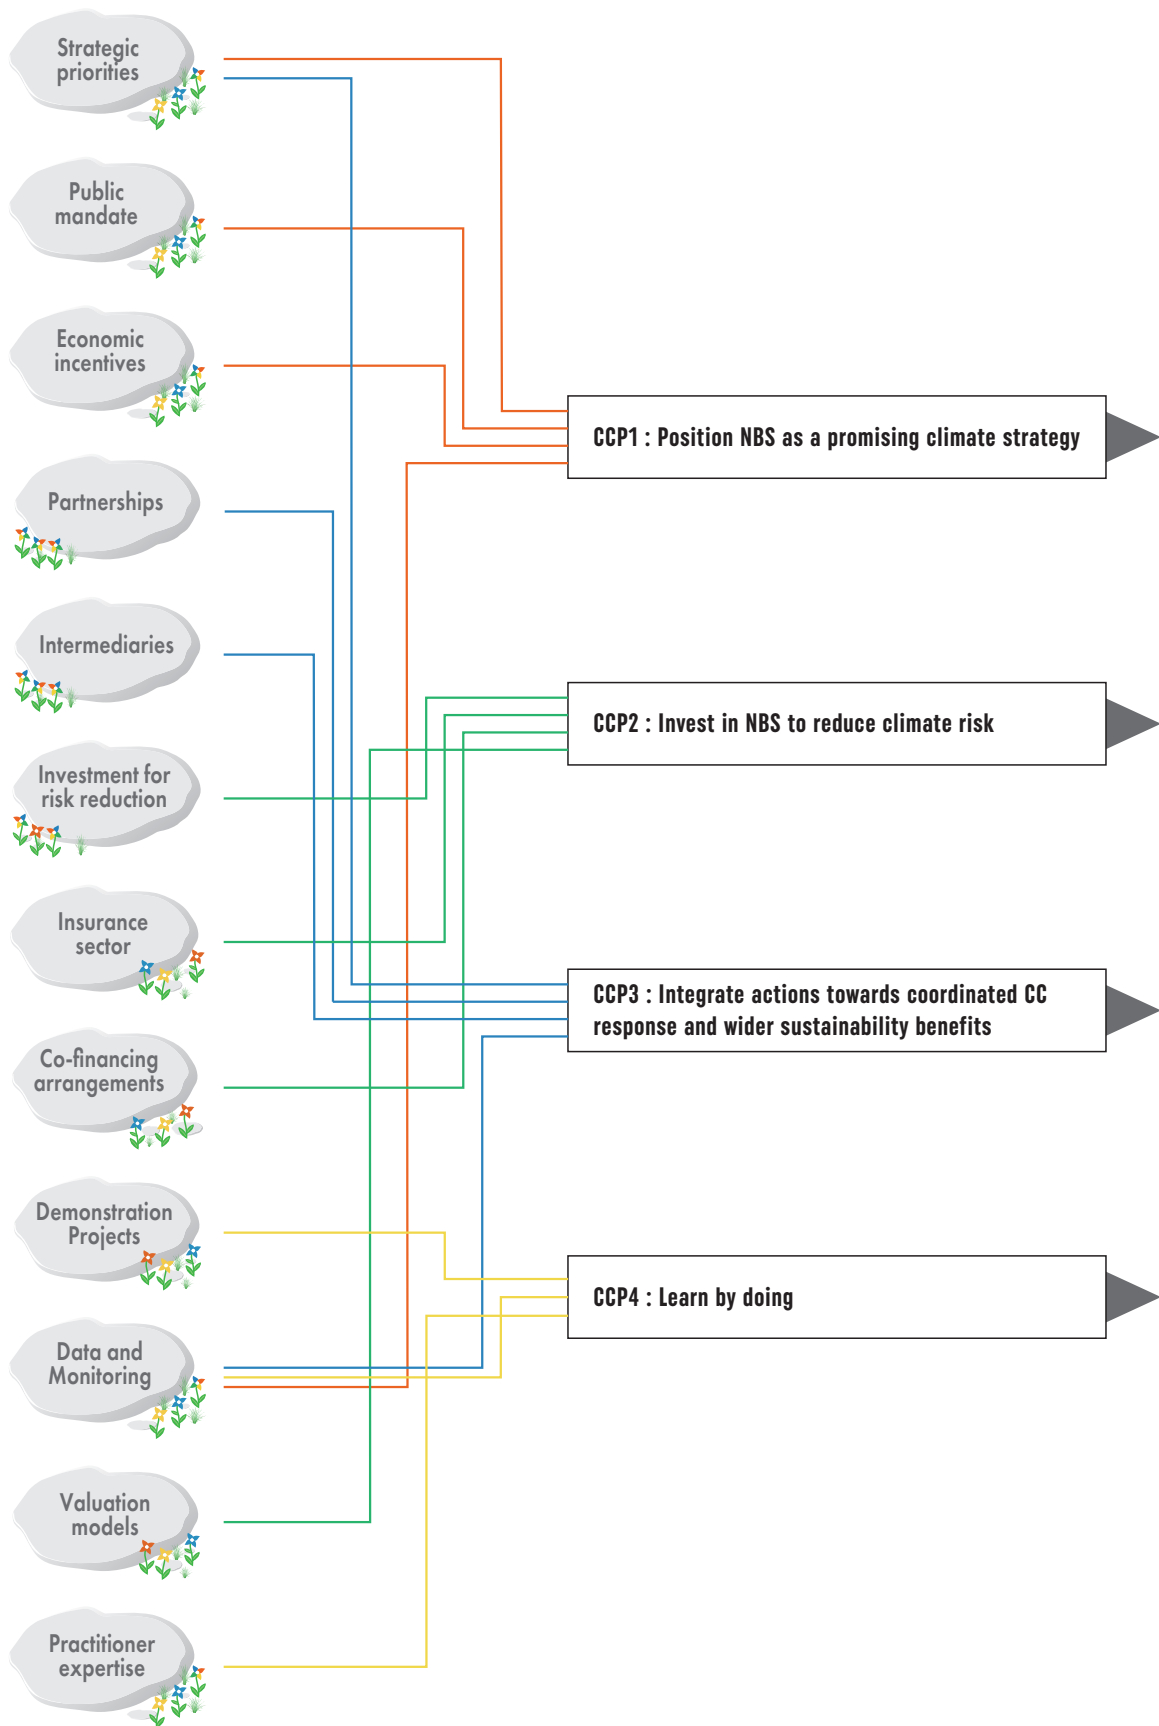 Strategic
priorities
Public
mandate
Economic
incentives
Partnerships
Intermediaries
Investment for
risk reduction
Insurance
sector
Co-financing
arrangements
Demonstration
Projects
Data and
Monitoring
Valuation
models
Practitioner
expertise
CCP1 : Position NBS as a promising climate strategy
CCP2 : Invest in NBS to reduce climate risk
CCP3 : Integrate actions towards coordinated CC
response and wider sustainability benefits
CCP4 : Learn by doing